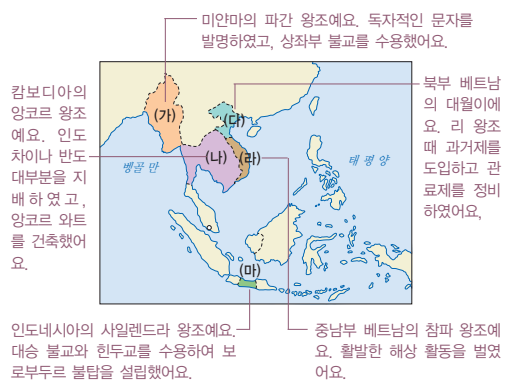 미얀마의 파간 왕조예요. 독자적인 문자를
발명하였고, 상좌부 불교를 수용했어요.
캄보디아의
앙코르 왕조
예요. 인도
차이나 반도
대부분을 지
배하였고,
앙코르 와트
를 건축했어
요.
북부 베트남
의 대월이에
요. 리 왕조
때 과거제를
도입하고 관
료제를 정비
하였어요,
(가)
(다)
(나)
(라)
벵골 만
태평양
(마)
인도네시아의 사일렌드라 왕조예요.
대승 불교와 힌두교를 수용하여 보
로부두르 불탑을 설립했어요.
중남부 베트남의 참파 왕조예
요. 활발한 해상 활동을 벌였
어요.